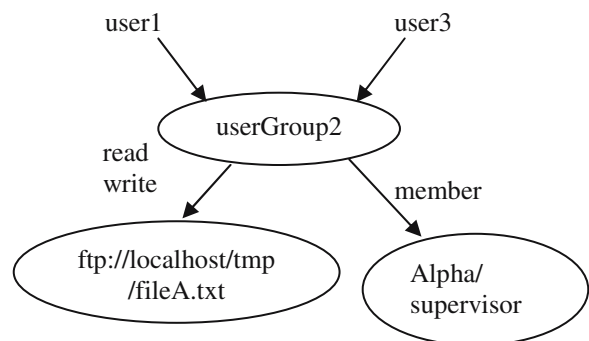 user1
user3
userGroup2
read
write
member
ftp://localhost/tmp
/fileA.txt
Alpha/
supervisor